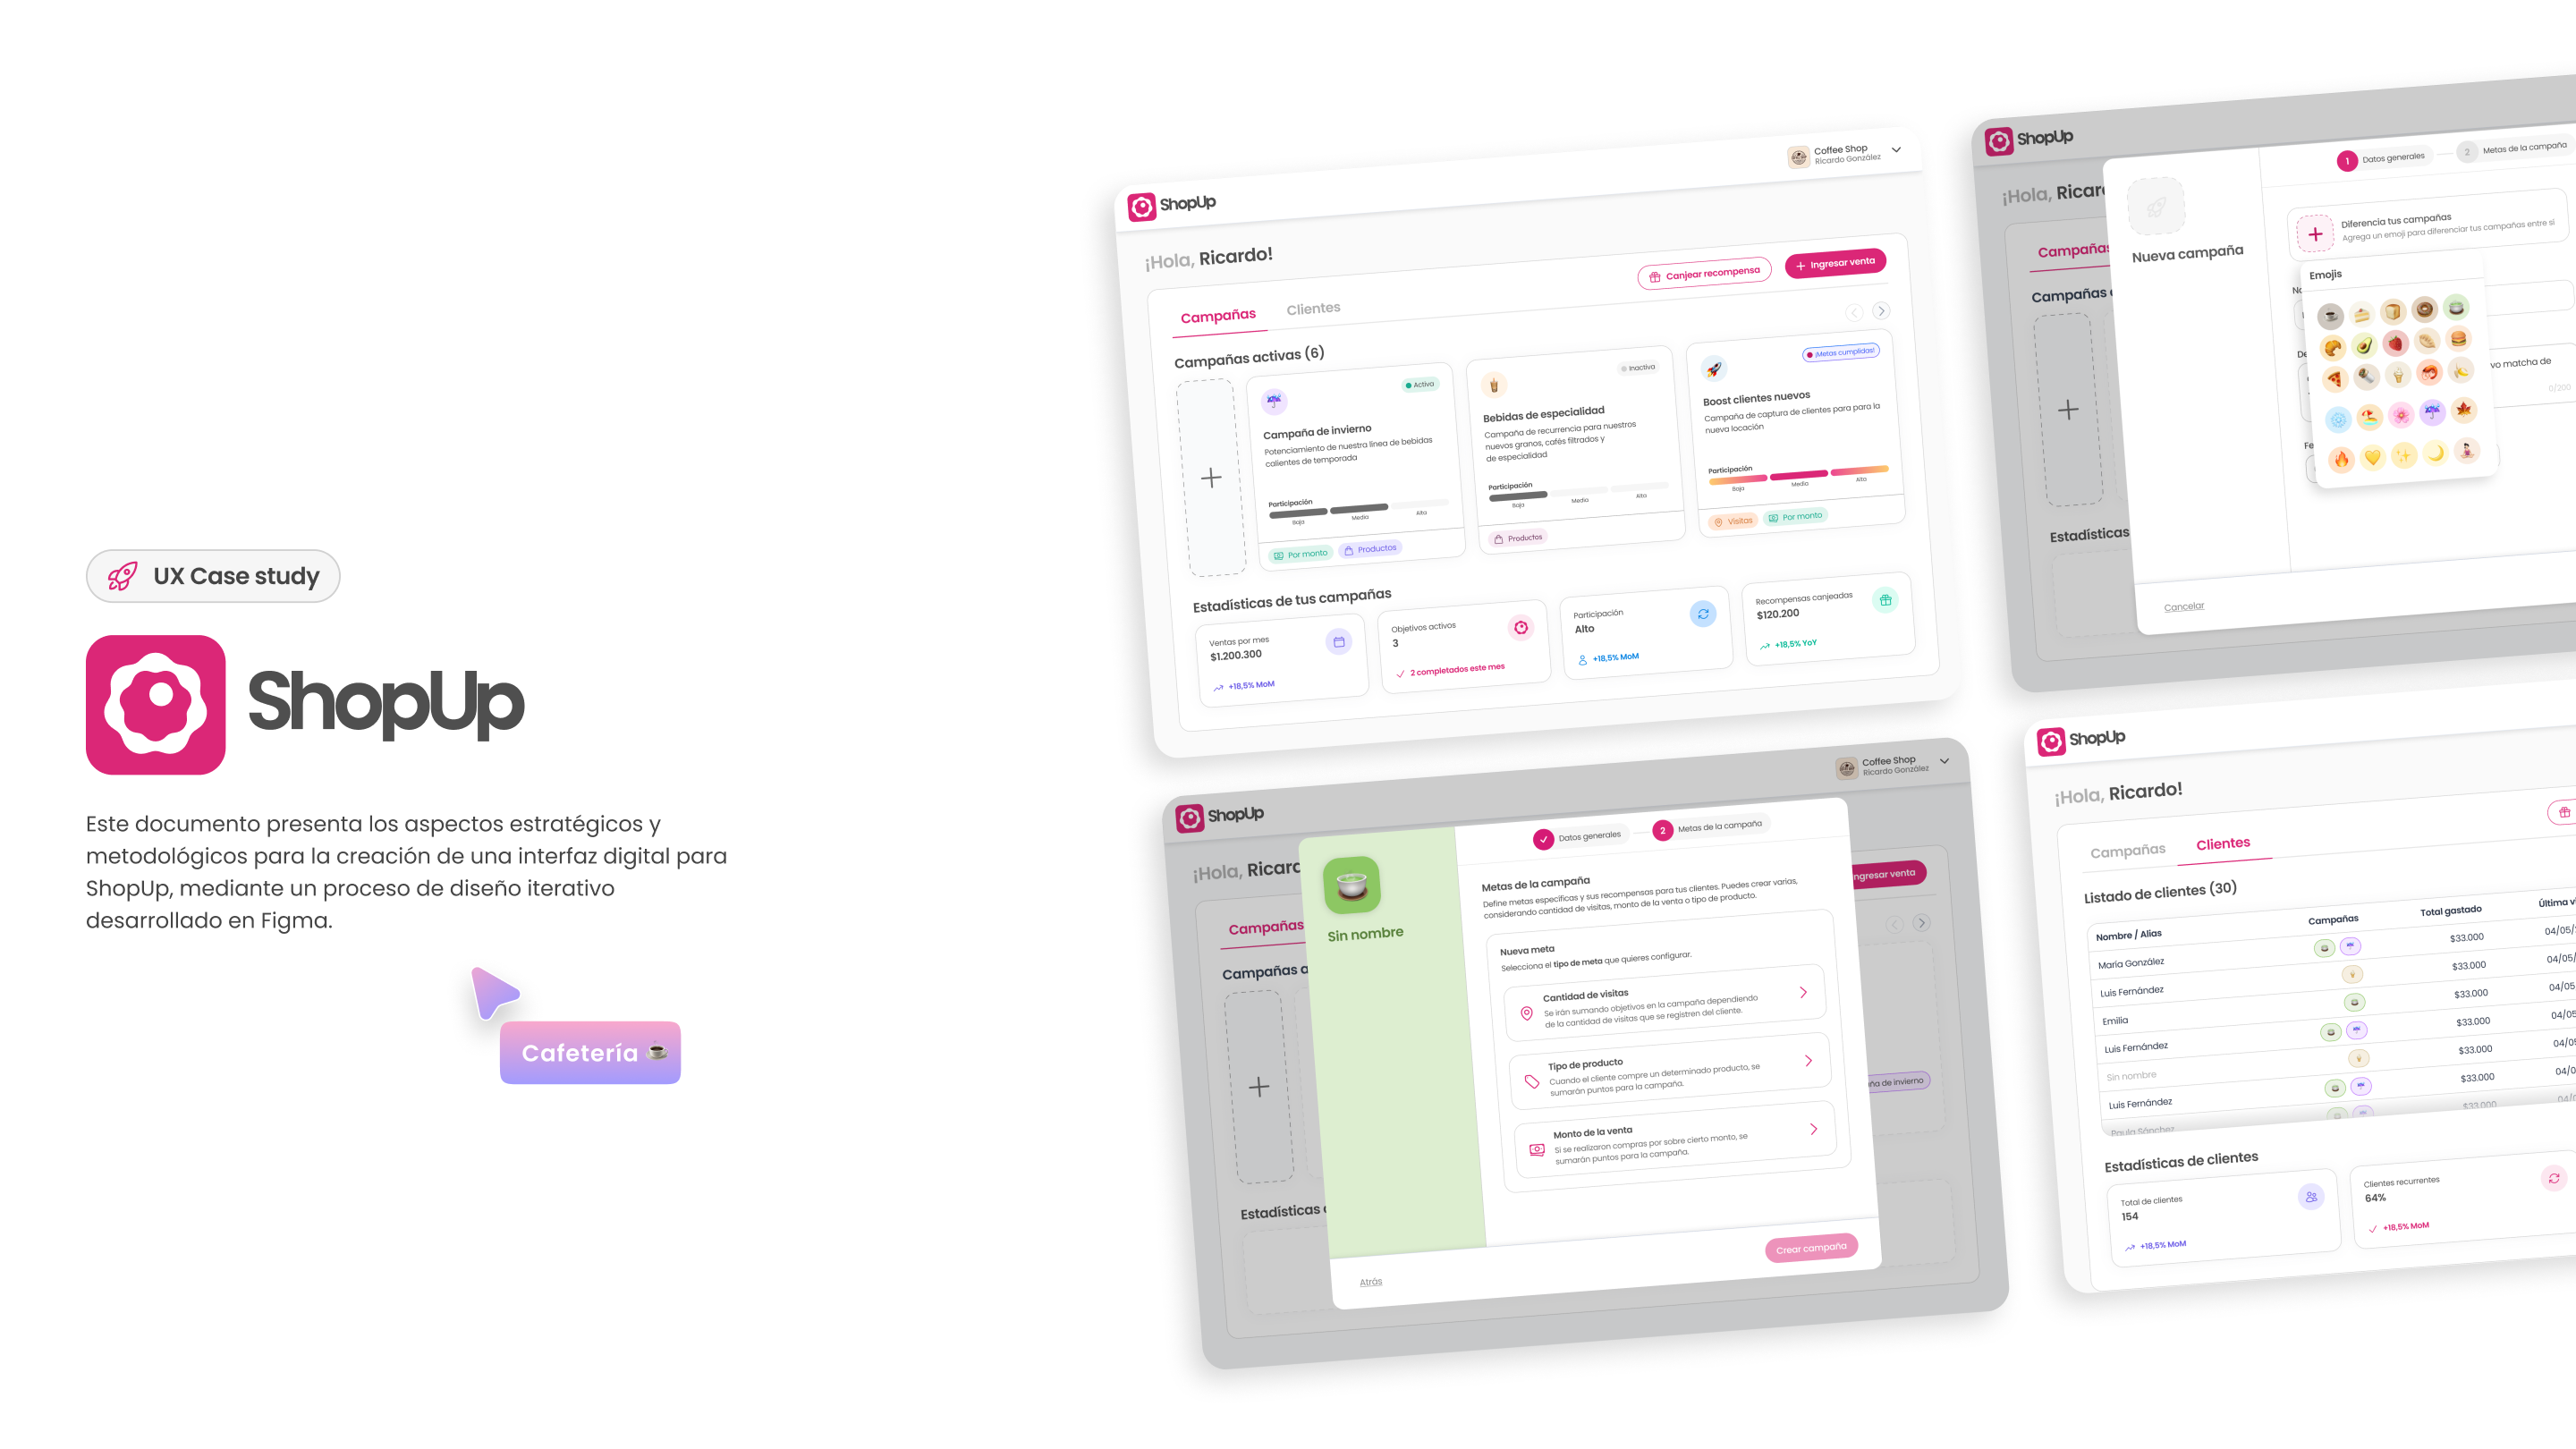 UX Case study
ShopUp
Este documento presenta los aspectos estratégicos y
metodológicos para la creación de una interfaz digital para
ShopUp, mediante un proceso de diseño iterativo
desarrollado en Figma.
Cafetería
ShopUp
Coffee Shop
Ricardo González
¡Hola, Ricardo!
Canjear recompensa
Ingresar venta
Campañas
Clientes
Campañas activas (6)
Activa
Campaña de invierno
Potenciamiento de nuestra línea de bebidas
calientes de temporada
Participación
Baja
Media
Alta
Por monto
Productos
Inactiva
Bebidas de especialidad
Campaña de recurrencia para nuestros
nuevos granos, cafés filtrados y
de especialidad
Participación
Baja
Media
Alta
Productos
¡Metas cumplidas!
Boost clientes nuevos
Campaña de captura de clientes para para la
nueva locación
Participación
Baja
Media
Alta
Visitas
Por monto
Estadísticas de tus campañas
Ventas por mes
$1.200.300
+18,5% MoM
Objetivos activos
3
2 completados este mes
Participación
Alto
+18,5% MoM
Recompensas canjeadas
$120.200
+18,5% YoY
ShopUp
¡Hola, Ricar
Campañas
Campañas
Estadísticas
Nueva campaña
1 Datos generales
2 Metas de la campaña
Diferencia tus campañas
Agrega un emoji para diferenciar tus campañas entre sí
Emojis
No
De
vo matcha de
0/200
Fe
Cancelar
ShopUp
Coffee Shop
Ricardo González
¡Hola, Ricard
ngresar venta
Campañas
Campañas a
ña de invierno
Estadísticas
Sin nombre
Datos generales
2 Metas de la campaña
Metas de la campaña
Define metas específicas y sus recompensas para tus clientes. Puedes crear varias,
considerando cantidad de visitas, monto de la venta o tipo de producto.
Nueva meta
Selecciona el tipo de meta que quieres configurar.
Cantidad de visitas
Se irán sumando objetivos en la campaña dependiendo
de la cantidad de visitas que se registren del cliente.
Tipo de producto
Cuando el cliente compre un determinado producto, se
sumarán puntos para la campaña.
Monto de la venta
Si se realizaron compras por sobre cierto monto, se
sumarán puntos para la campaña.
Atrás
Crear campaña
ShopUp
¡Hola, Ricardo!
Campañas
Clientes
Listado de clientes (30)
Nombre / Alias
Campañas
Total gastado
Última vi
María González
$33.000
04/05/
Luis Fernández
$33.000
04/05/
Emilia
$33.000
04/05
Luis Fernández
$33.000
04/05
Sin nombre
$33.000
04/05
Luis Fernández
$33.000
04/0
Paula Sánchez
$33.000
04/0
Estadísticas de clientes
Total de clientes
154
+18,5% MoM
Clientes recurrentes
64%
+18,5% MoM